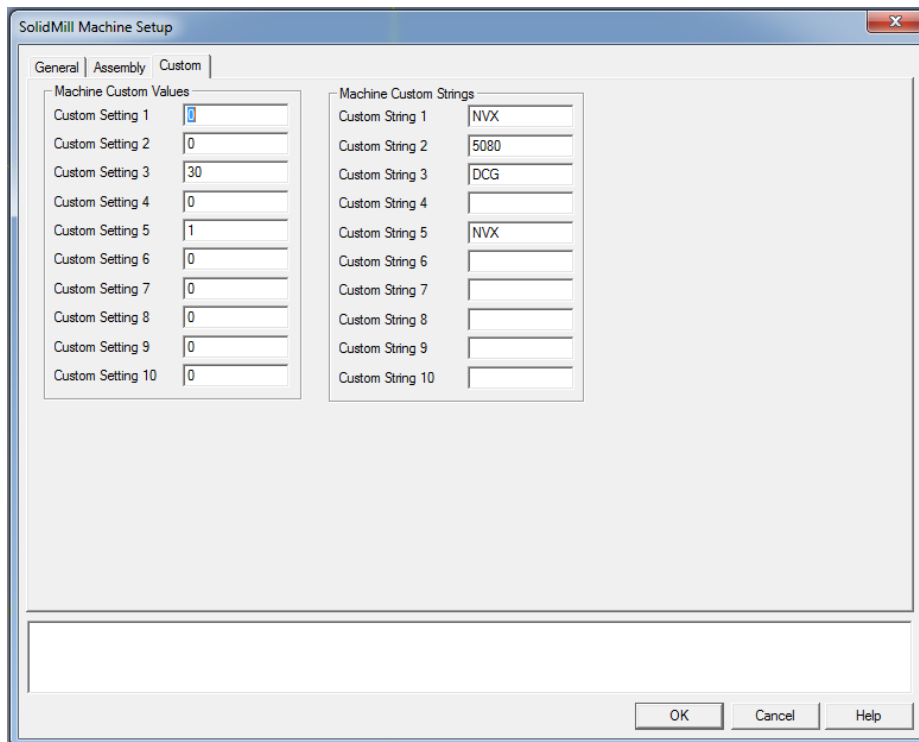 SolidMill Machine Setup
General Assembly Custom
Machine Custom Values
Custom Setting 1 0
Custom Setting 2 0
Custom Setting 3 30
Custom Setting 4 0
Custom Setting 5 1
Custom Setting 6 0
Custom Setting 7 0
Custom Setting 8 0
Custom Setting 9 0
Custom Setting 10 0
Machine Custom Strings
Custom String 1 NVX
Custom String 2 5080
Custom String 3 DCG
Custom String 4
Custom String 5 NVX
Custom String 6
Custom String 7
Custom String 8
Custom String 9
Custom String 10
OK Cancel Help